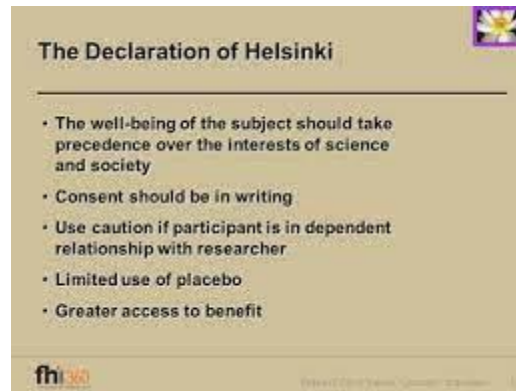 The Declaration of Helsinki
• The well-being of the subject should take
precedence over the interests of science
and society
• Consent should be in writing
• Use caution if participant is in dependent
relationship with researcher
• Limited use of placebo
• Greater access to benefit
fhi360